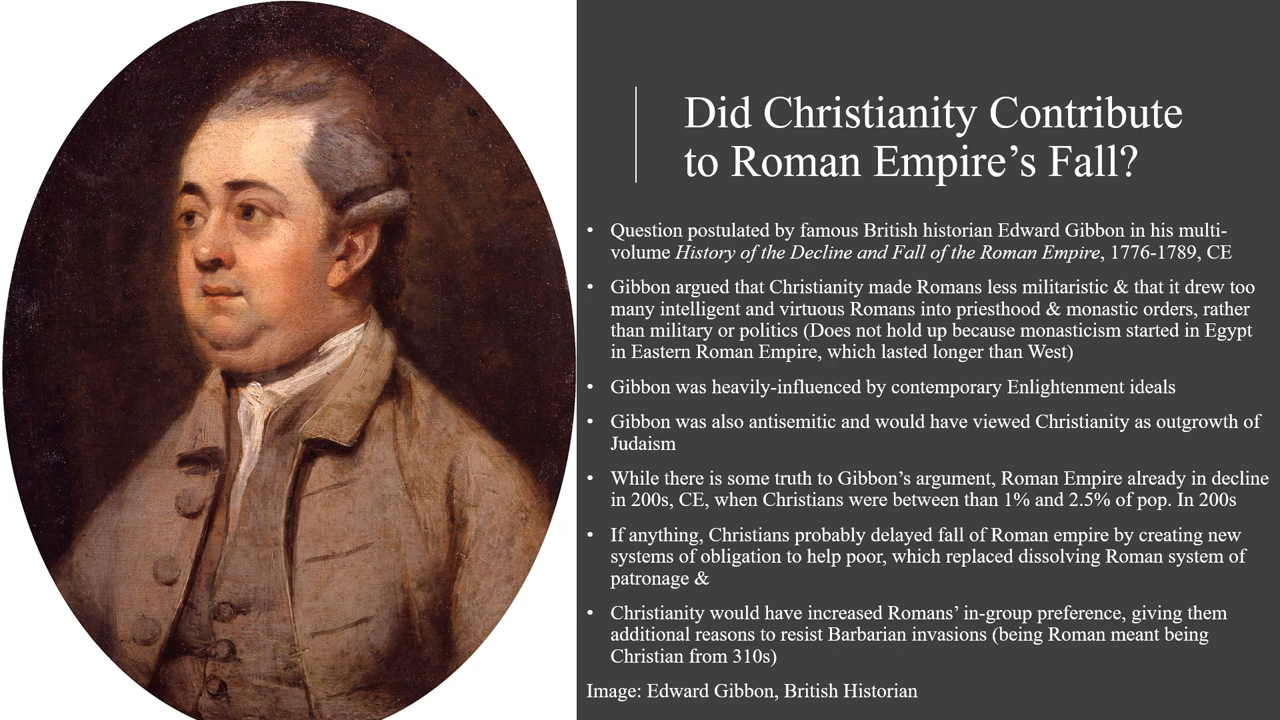 Did Christianity Contribute
to Roman Empire’s Fall?
• Question postulated by famous British historian Edward Gibbon in his multi-
volume History of the Decline and Fall of the Roman Empire, 1776-1789, CE
• Gibbon argued that Christianity made Romans less militaristic & that it drew too
many intelligent and virtuous Romans into priesthood & monastic orders, rather
than military or politics (Does not hold up because monasticism started in Egypt
in Eastern Roman Empire, which lasted longer than West)
• Gibbon was heavily-influenced by contemporary Enlightenment ideals
• Gibbon was also antisemitic and would have viewed Christianity as outgrowth of
Judaism
• While there is some truth to Gibbon’s argument, Roman Empire already in decline
in 200s, CE, when Christians were between than 1% and 2.5% of pop. In 200s
• If anything, Christians probably delayed fall of Roman empire by creating new
systems of obligation to help poor, which replaced dissolving Roman system of
patronage &
• Christianity would have increased Romans’ in-group preference, giving them
additional reasons to resist Barbarian invasions (being Roman meant being
Christian from 310s)
Image: Edward Gibbon, British Historian